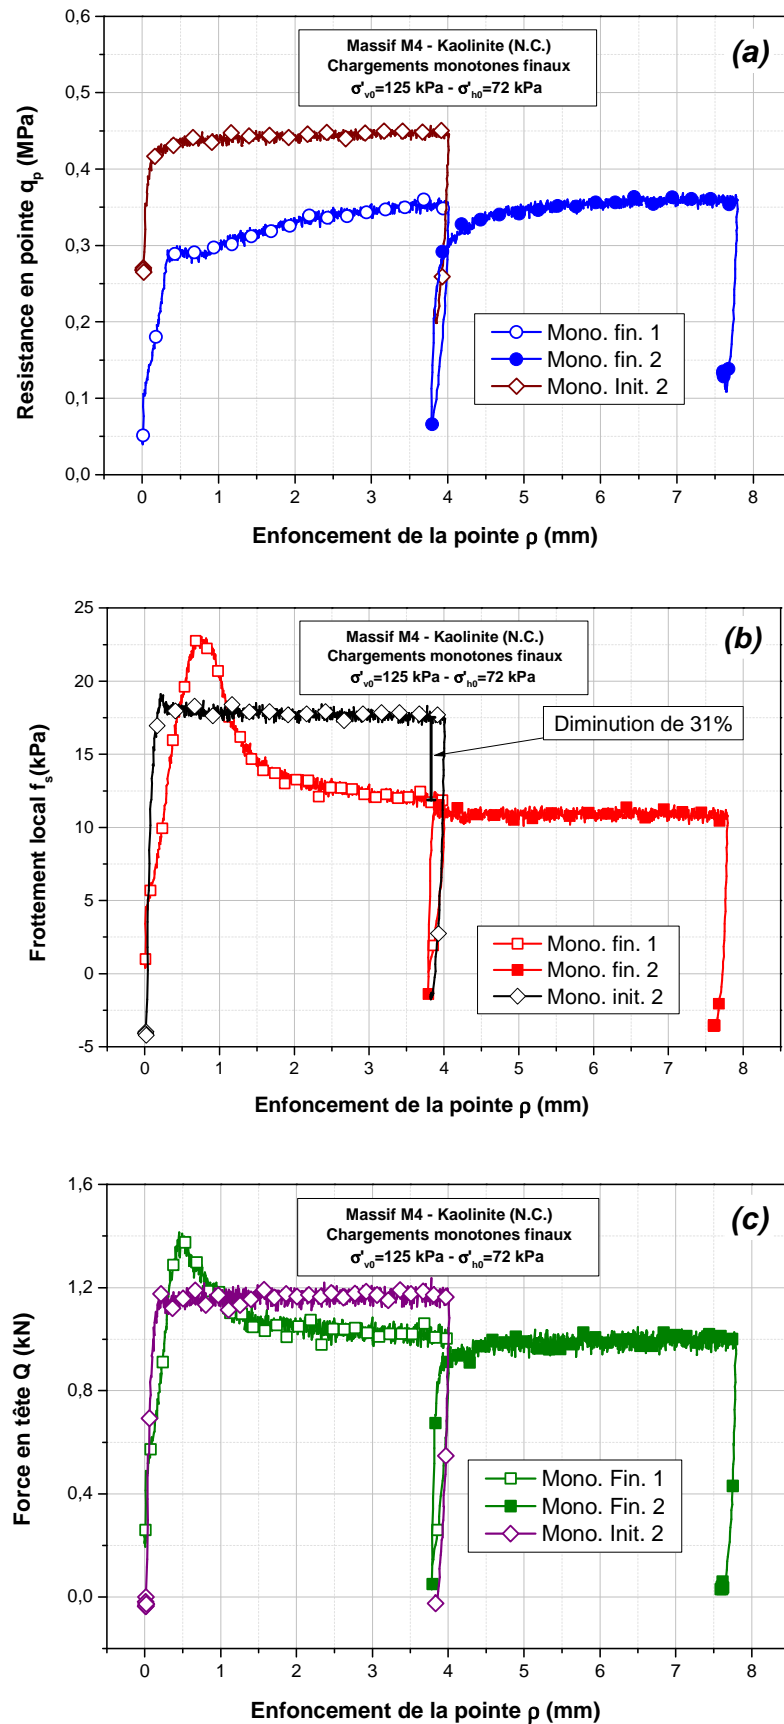 0,6
0,5
0,4
0,3
0,2
0,1
0,0
Resistance en pointe qp (MPa)
Massif M4 - Kaolinite (N.C.)
Chargements monotones finaux
σ'v0=125 kPa - σ'h0=72 kPa
(a)
Mono. fin. 1
Mono. fin. 2
Mono. Init. 2
0 1 2 3 4 5 6 7 8
Enfoncement de la pointe ρ (mm)
25
20
15
10
5
0
-5
Frottement local fs(kPa)
Massif M4 - Kaolinite (N.C.)
Chargements monotones finaux
σ'v0=125 kPa - σ'h0=72 kPa
(b)
Diminution de 31%
Mono. fin. 1
Mono. fin. 2
Mono. init. 2
0 1 2 3 4 5 6 7 8
Enfoncement de la pointe ρ (mm)
1,6
1,2
0,8
0,4
0,0
Force en tête Q (kN)
Massif M4 - Kaolinite (N.C.)
Chargements monotones finaux
σ'v0=125 kPa - σ'h0=72 kPa
(c)
Mono. Fin. 1
Mono. Fin. 2
Mono. Init. 2
0 1 2 3 4 5 6 7 8
Enfoncement de la pointe ρ (mm)